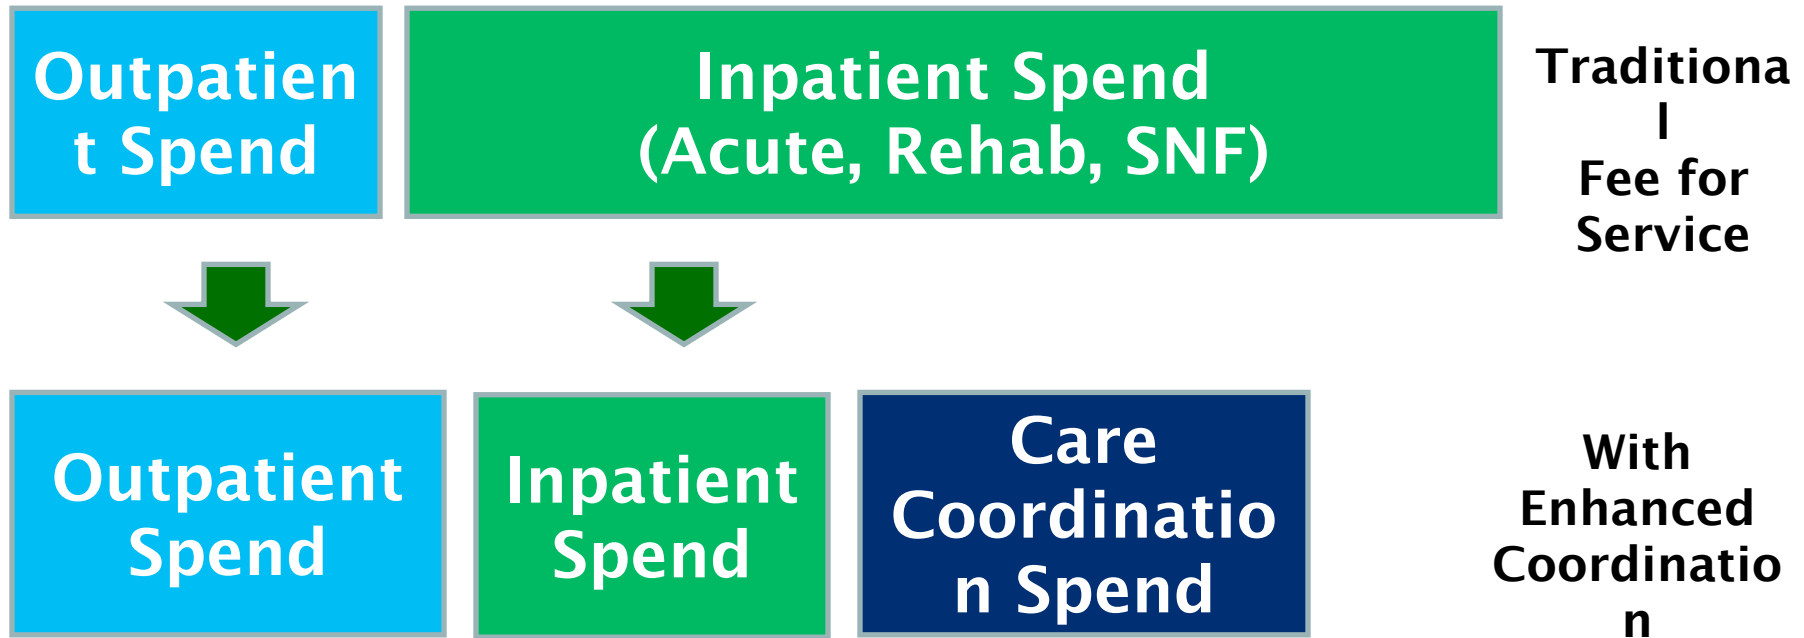 Outpatien
t Spend
Inpatient Spend
(Acute, Rehab, SNF)
Traditiona
l
Fee for
Service
Outpatient
Spend
Inpatient
Spend
Care
Coordinatio
n Spend
With
Enhanced
Coordinatio
n